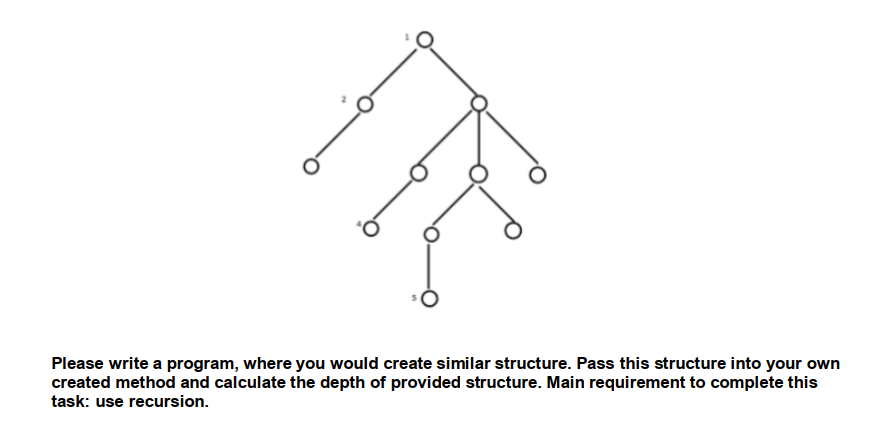 1
2
4
5
Please write a program, where you would create similar structure. Pass this structure into your own
created method and calculate the depth of provided structure. Main requirement to complete this
task: use recursion.